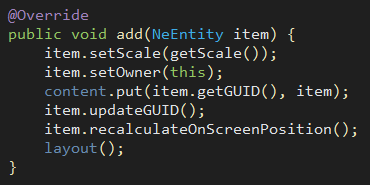 @Override
public void add(NeEntity item) {
    item.setScale(getScale());
    item.setOwner(this);
    content.put(item.getGUID(), item);
    item.updateGUID();
    item.recalculateOnScreenPosition();
    layout();
}